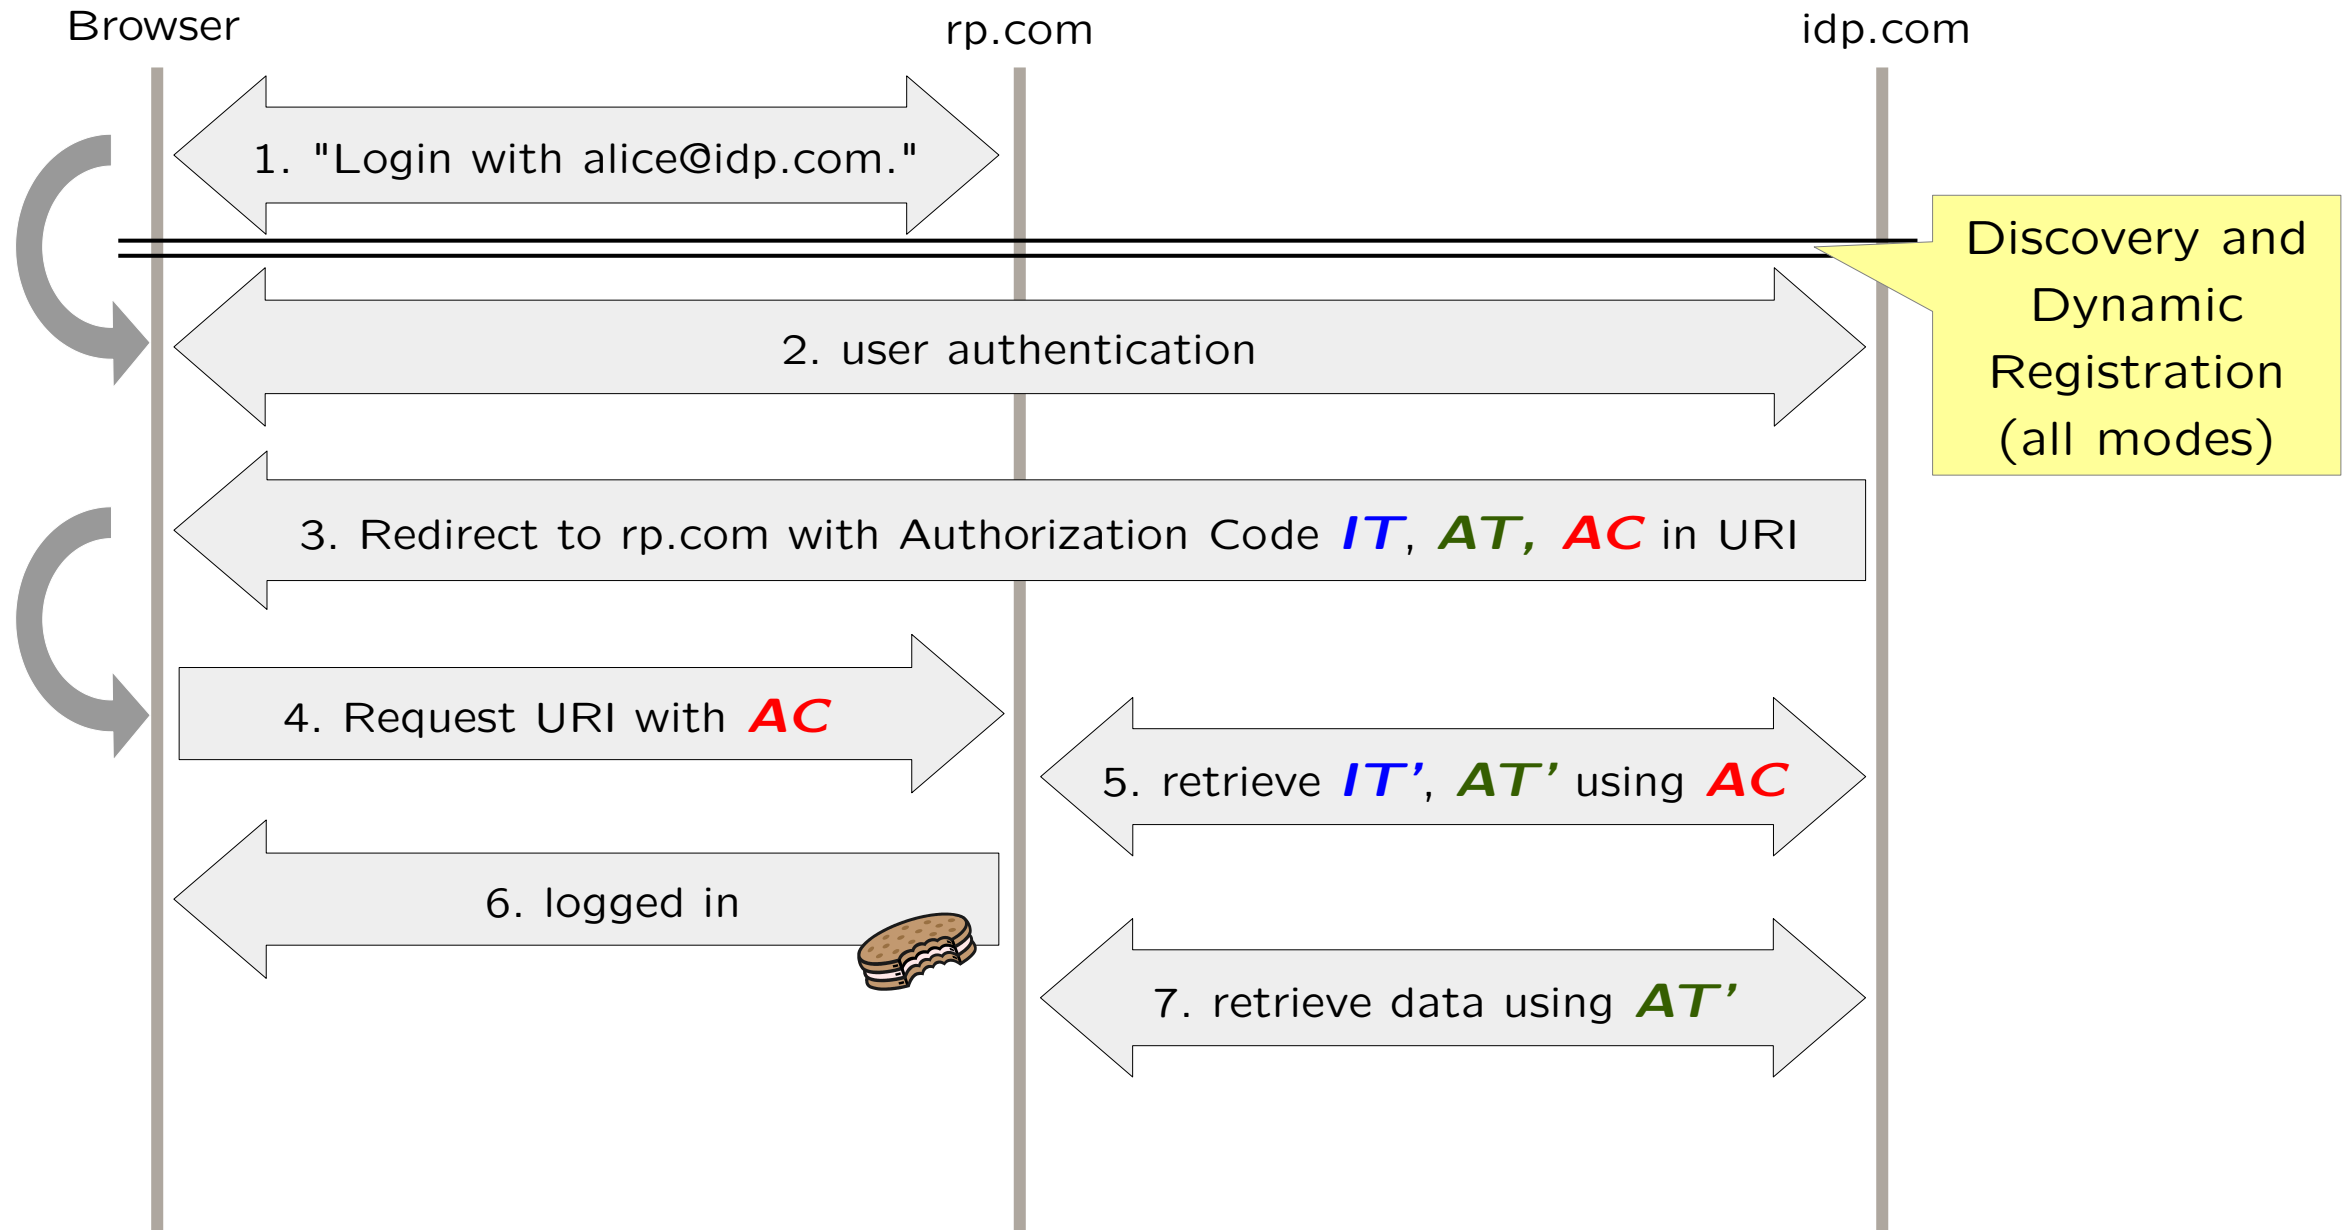 Browser
rp.com
idp.com
1. "Login with alice@idp.com."
Discovery and
Dynamic
Registration
(all modes)
2. user authentication
3. Redirect to rp.com with Authorization Code IT, AT, AC in URI
4. Request URI with AC
5. retrieve IT’, AT’ using AC
6. logged in
7. retrieve data using AT’